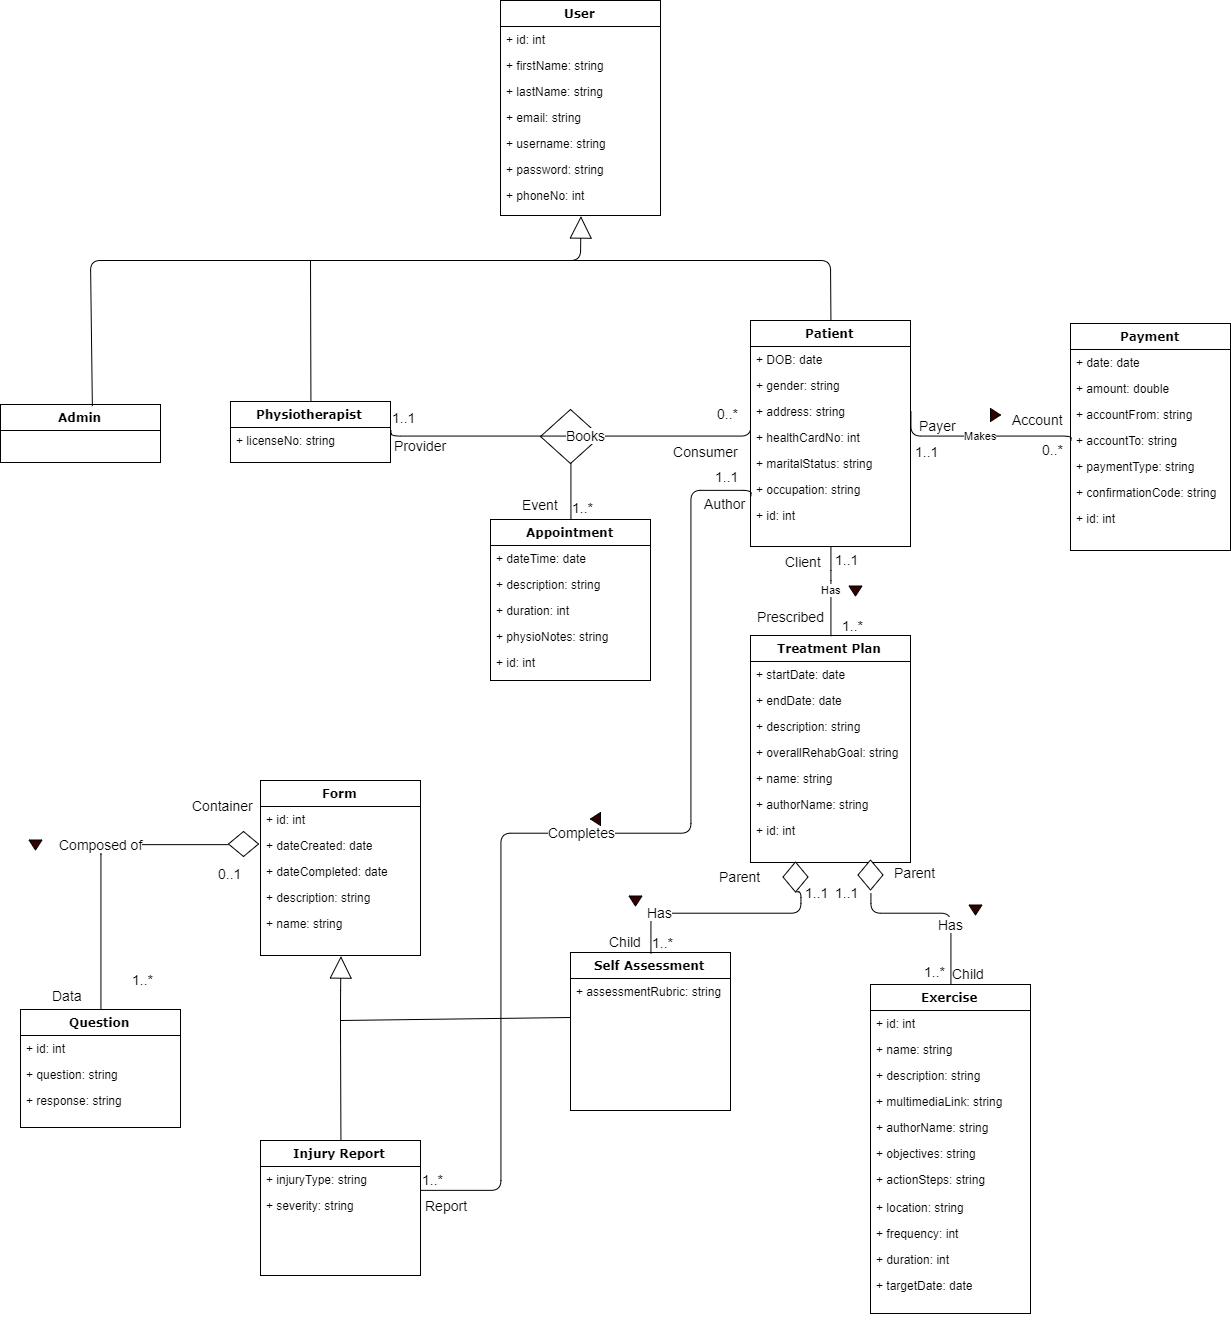 User
+ id: int
+ firstName: string
+ lastName: string
+ email: string
+ username: string
+ password: string
+ phoneNo: int
Admin
Physiotherapist
+ licenseNo: string
1..1
Provider
Books
0..*
Consumer
Event
1..*
Appointment
+ dateTime: date
+ description: string
+ duration: int
+ physioNotes: string
+ id: int
Patient
+ DOB: date
+ gender: string
+ address: string
+ healthCardNo: int
+ maritalStatus: string
+ occupation: string
+ id: int
1..1
Author
Payer
1..1
Makes
Account
0..*
Payment
+ date: date
+ amount: double
+ accountFrom: string
+ accountTo: string
+ paymentType: string
+ confirmationCode: string
+ id: int
Client
1..1
Has
Prescribed
1..*
Treatment Plan
+ startDate: date
+ endDate: date
+ description: string
+ overallRehabGoal: string
+ name: string
+ authorName: string
+ id: int
Completes
Form
+ id: int
+ dateCreated: date
+ dateCompleted: date
+ description: string
+ name: string
Container
0..1
Composed of
1..*
Data
Question
+ id: int
+ question: string
+ response: string
Parent
1..1
1..1
Parent
Has
Child
1..*
Self Assessment
+ assessmentRubric: string
Has
1..*
Child
Exercise
+ id: int
+ name: string
+ description: string
+ multimediaLink: string
+ authorName: string
+ objectives: string
+ actionSteps: string
+ location: string
+ frequency: int
+ duration: int
+ targetDate: date
Injury Report
+ injuryType: string
+ severity: string
1..*
Report